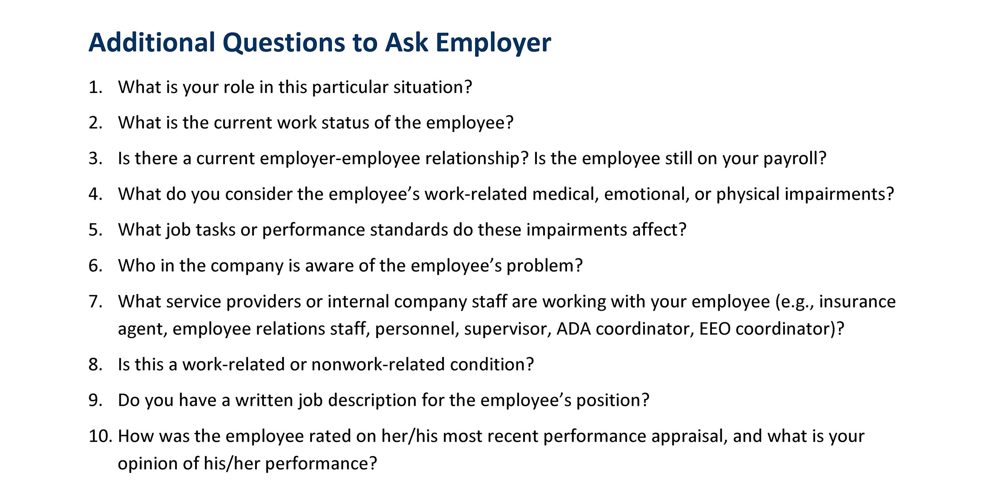 Additional Questions to Ask Employer
1. What is your role in this particular situation?
2. What is the current work status of the employee?
3. Is there a current employer-employee relationship? Is the employee still on your payroll?
4. What do you consider the employee’s work-related medical, emotional, or physical impairments?
5. What job tasks or performance standards do these impairments affect?
6. Who in the company is aware of the employee’s problem?
7. What service providers or internal company staff are working with your employee (e.g., insurance
agent, employee relations staff, personnel, supervisor, ADA coordinator, EEO coordinator)?
8. Is this a work-related or nonwork-related condition?
9. Do you have a written job description for the employee’s position?
10. How was the employee rated on her/his most recent performance appraisal, and what is your
opinion of his/her performance?